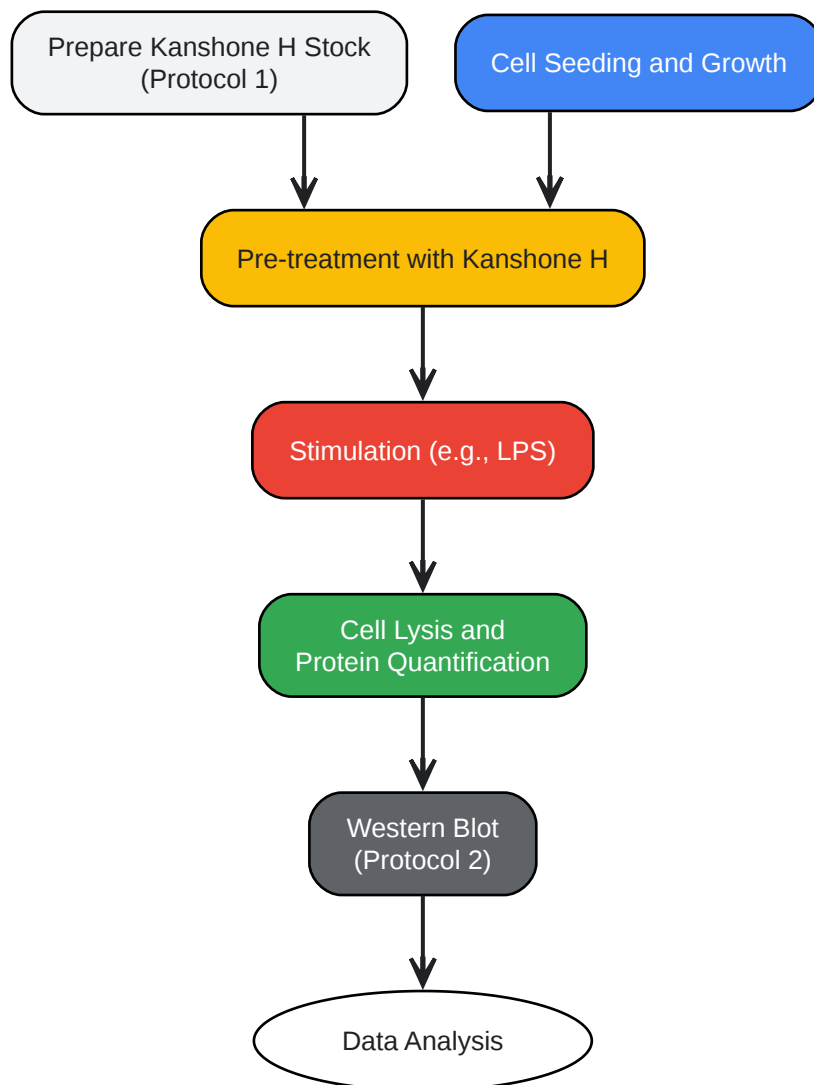 Prepare Kanshone H Stock
(Protocol 1)
Cell Seeding and Growth
Pre-treatment with Kanshone H
Stimulation (e.g., LPS)
Cell Lysis and
Protein Quantification
Western Blot
(Protocol 2)
Data Analysis